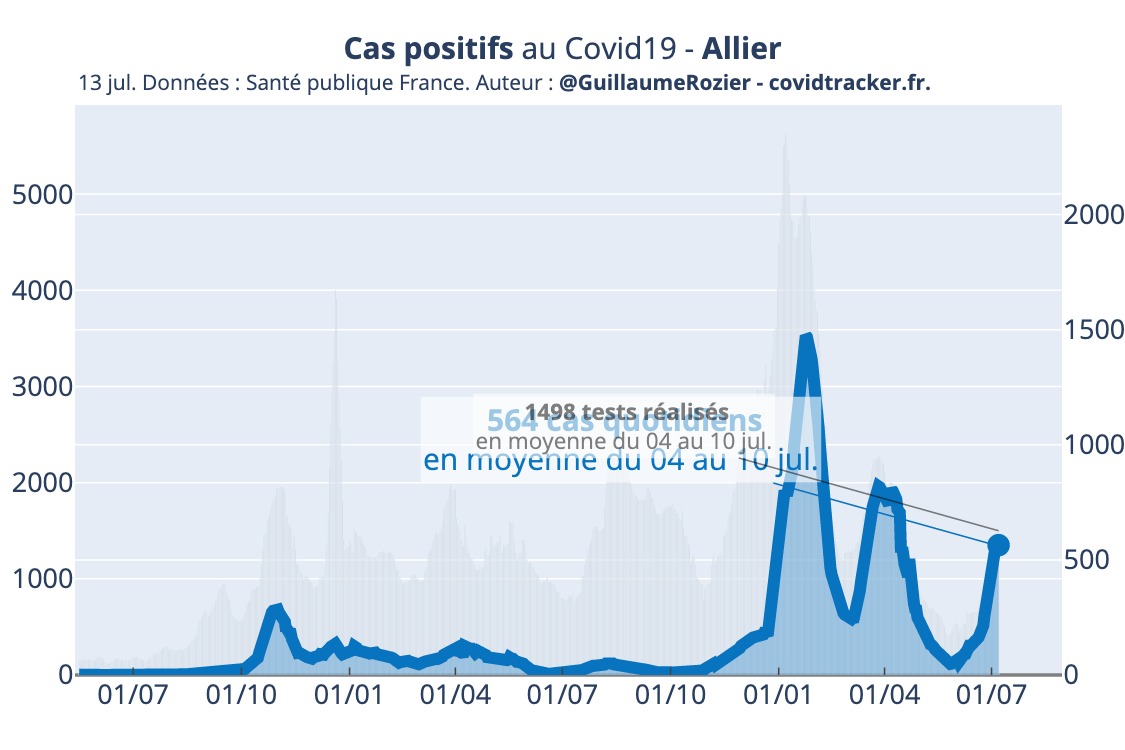 Cas positifs au Covid19 - Allier
13 jul. Données : Santé publique France. Auteur : @GuillaumeRozier - covidtracker.fr.
5000
4000
3000
2000
1000
0
2000
1500
1000
500
0
1498 tests réalisés
564 cas quotidiens
en moyenne du 04 au 10 jul.
en moyenne du 04 au 10 jul.
01/07 01/10 01/01 01/04 01/07 01/10 01/01 01/04 01/07